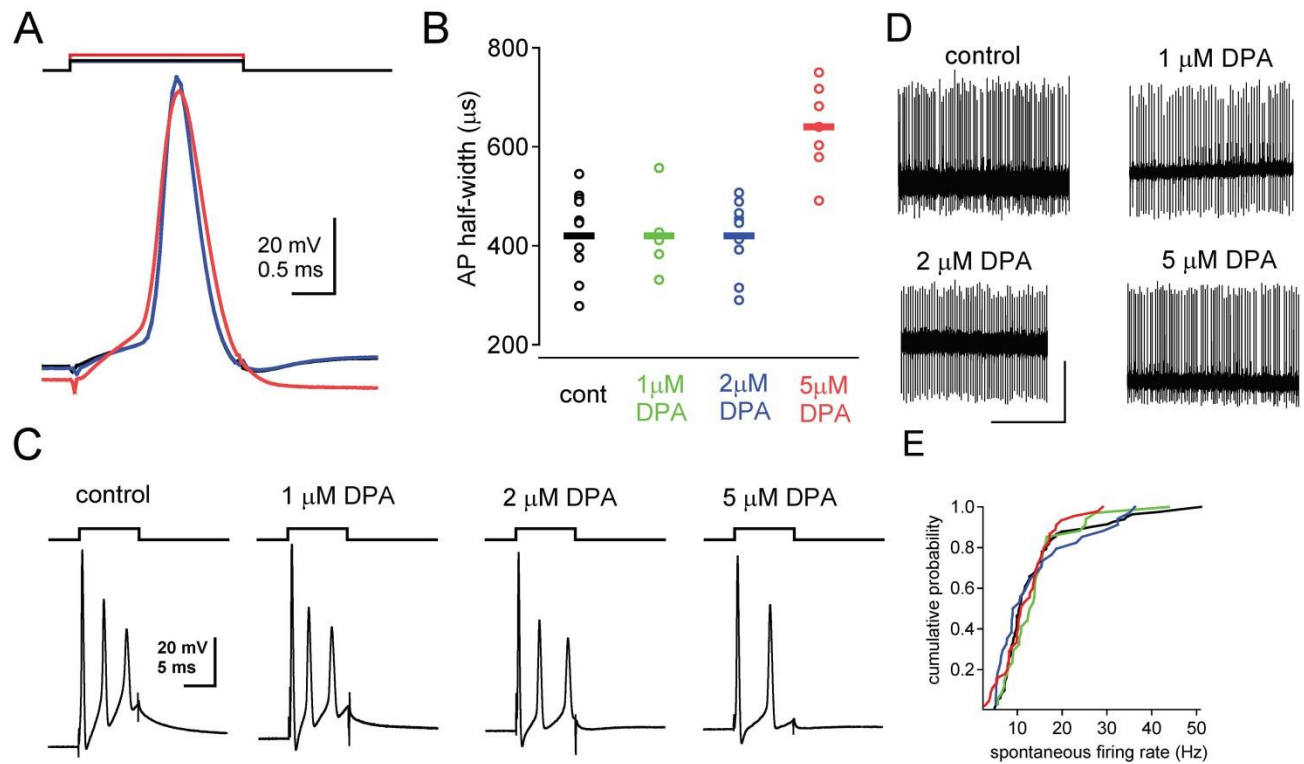 A
20 mV
0.5 ms
B
AP half-width (μs)
800
600
400
200
cont
1μM
DPA
2μM
DPA
5μM
DPA
C
control
1 μM DPA
2 μM DPA
5 μM DPA
20 mV
5 ms
D
control
1 μM DPA
2 μM DPA
5 μM DPA
E
cumulative probability
1.0
0.8
0.6
0.4
0.2
10 20 30 40 50
spontaneous firing rate (Hz)